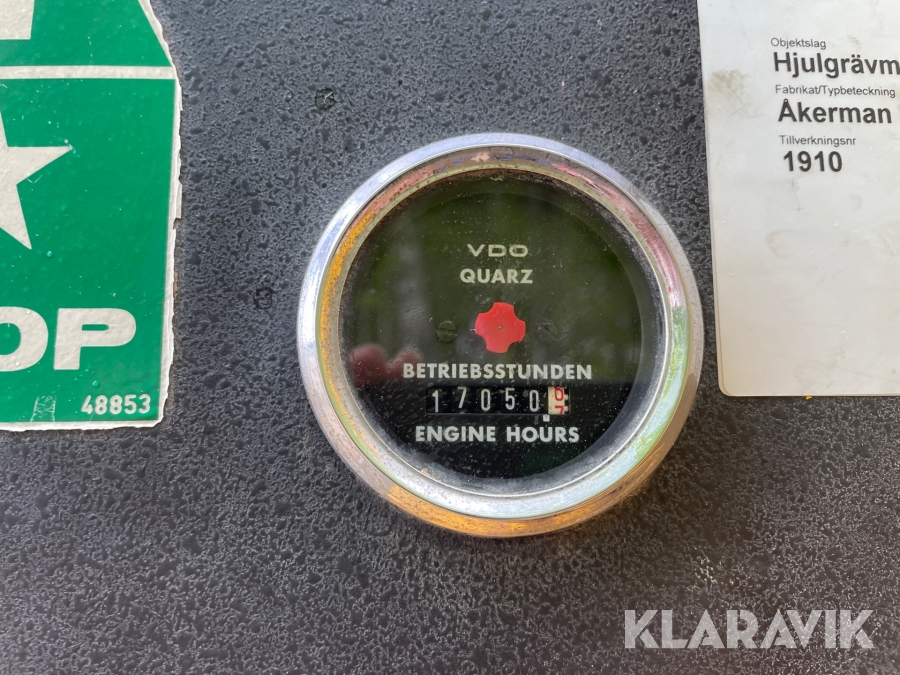 OP
48853
VDO
QUARZ
BETRIEBSSTUNDEN
17050
ENGINE HOURS
Objektslag
Hjulgrävm
Fabrikat/Typbeteckning
Åkerman
Tillverkningsnr
1910
KLARAVIK